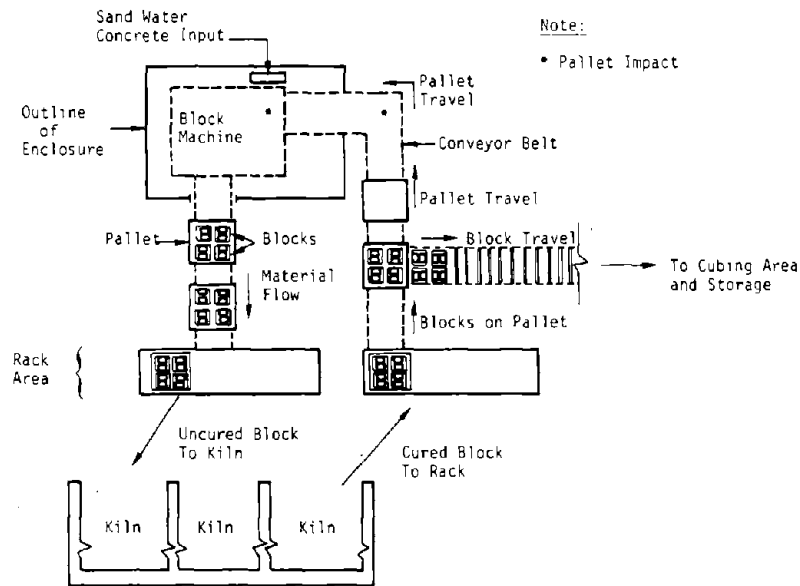 Sand Water
Concrete Input
Note:
• Pallet Impact
Pallet
Travel
Outline
of
Enclosure
Block
Machine
Conveyor Belt
Pallet Travel
Pallet
Blocks
Block Travel
Material
Flow
To Cubing Area
and Storage
Blocks on Pallet
Rack
Area
Uncured Block
To Kiln
Cured Block
To Rack
Kiln
Kiln
Kiln